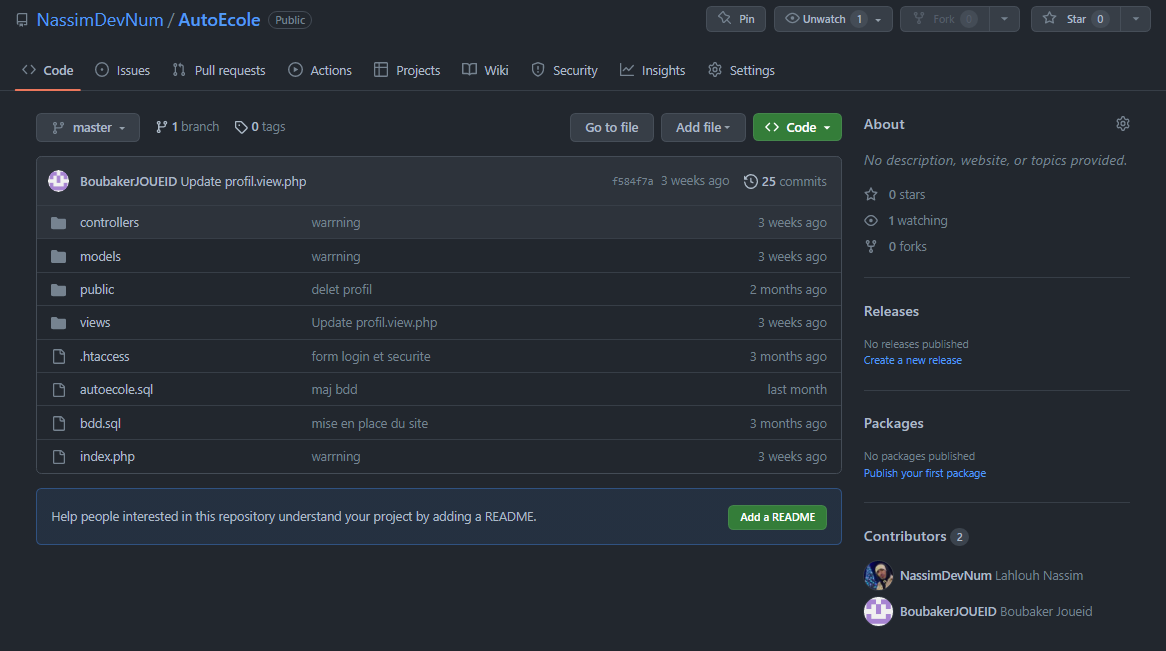 NassimDevNum / AutoEcole Public Pin Unwatch 1 Fork 0 Star 0
Code Issues Pull requests Actions Projects Wiki Security Insights Settings
master 1 branch 0 tags Go to file Add file Code
BoubakerJOUEID Update profil.view.php f584f7a 3 weeks ago 25 commits
controllers warrning 3 weeks ago
models warrning 3 weeks ago
public delet profil 2 months ago
views Update profil.view.php 3 weeks ago
.htaccess form login et securite 3 months ago
autoecole.sql maj bdd last month
bdd.sql mise en place du site 3 months ago
index.php warrning 3 weeks ago
Help people interested in this repository understand your project by adding a README. Add a README
About
No description, website, or topics provided.
0 stars
1 watching
0 forks
Releases
No releases published
Create a new release
Packages
No packages published
Publish your first package
Contributors 2
NassimDevNum Lahlouh Nassim
BoubakerJOUEID Boubaker Joueid